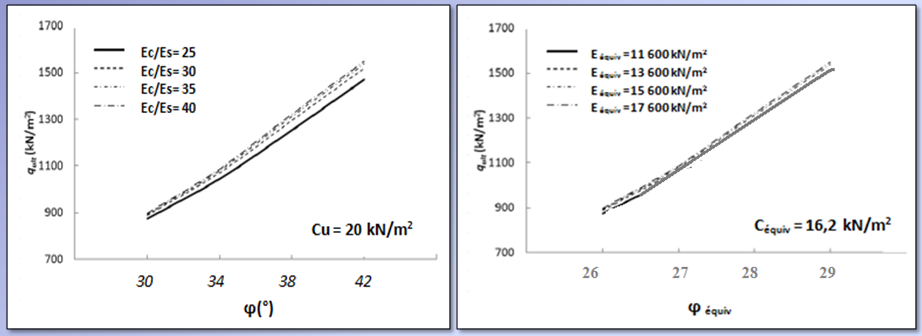 1700
1500
1300
1100
900
700
qult (kN/m²)
Ec/Es= 25
Ec/Es= 30
Ec/Es= 35
Ec/Es= 40
Cu = 20 kN/m²
30 34 38 42
φ(°)
1700
1500
1300
1100
900
700
qult (kN/m²)
E équiv =11 600 kN/m²
E équiv =13 600 kN/m²
E équiv =15 600 kN/m²
E équiv =17 600 kN/m²
Céquiv = 16,2 kN/m²
26 27 28 29
φ équiv